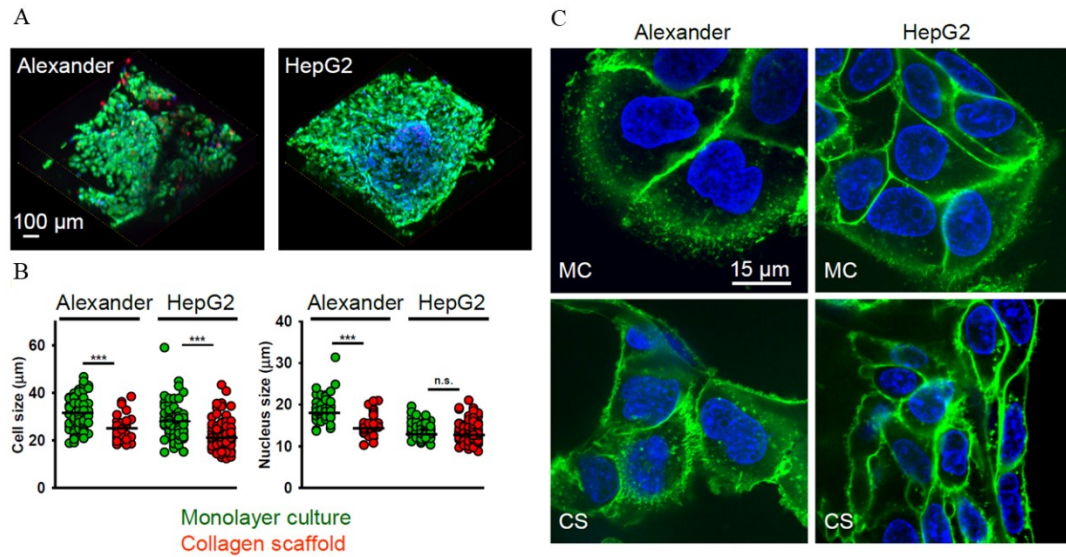 A
Alexander
HepG2
100 µm
B
Alexander HepG2
Cell size (µm)
60
40
20
0
***
***
Alexander HepG2
Nucleus size (µm)
40
30
20
10
0
***
n.s.
Monolayer culture
Collagen scaffold
C
Alexander HepG2
MC
15 µm
MC
CS
CS